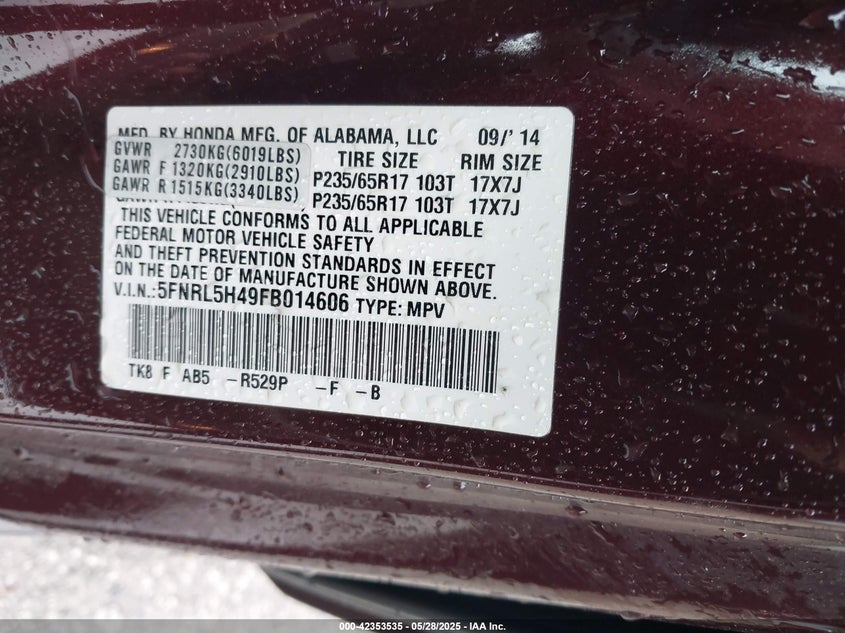 MFD. BY HONDA MFG. OF ALABAMA, LLC 09/' 14
GVWR 2730KG(6019LBS) TIRE SIZE RIM SIZE
GAWR F 1320KG(2910LBS) P235/65R17 103T 17X7J
GAWR R 1515KG(3340LBS) P235/65R17 103T 17X7J
THIS VEHICLE CONFORMS TO ALL APPLICABLE
FEDERAL MOTOR VEHICLE SAFETY
AND THEFT PREVENTION STANDARDS IN EFFECT
ON THE DATE OF MANUFACTURE SHOWN ABOVE.
V.I.N.:5FNRL5H49FB014606 TYPE: MPV
TK8 F AB5 -R529P -F -B
000-42353535 - 05/28/2025 - IAA Inc.